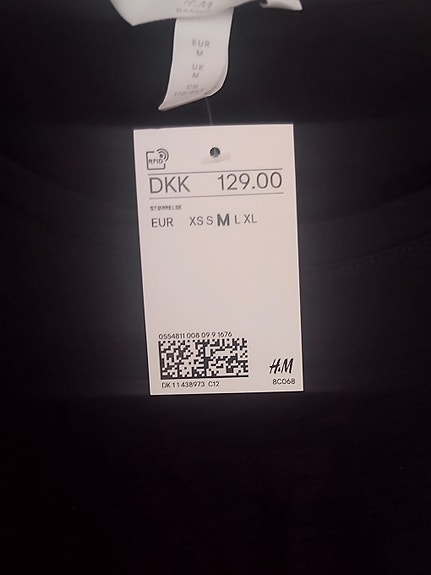 H&M
EUR
M
UK
M
CN
RFID
DKK 129.00
STØRRELSE
EUR XS S M L XL
0554811 008 09 9 1676
DK 11438973 C12
H&M
8C068